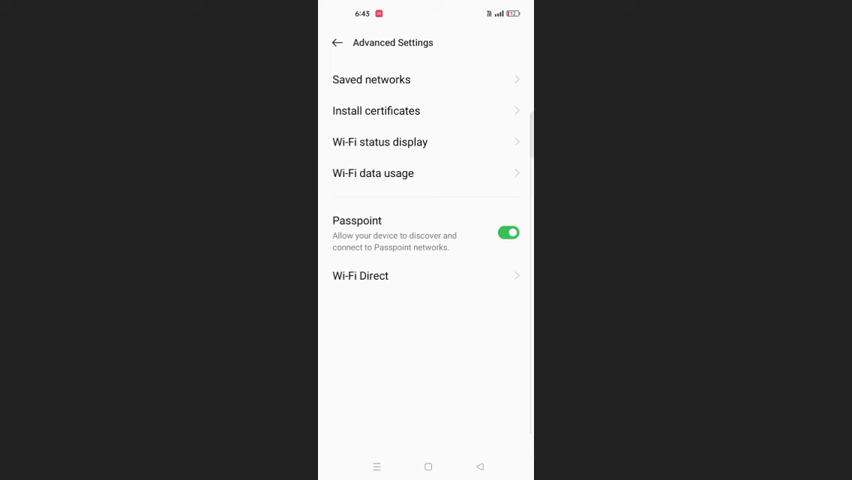 6:43
Advanced Settings
Saved networks
Install certificates
Wi-Fi status display
Wi-Fi data usage
Passpoint
Allow your device to discover and
connect to Passpoint networks.
Wi-Fi Direct